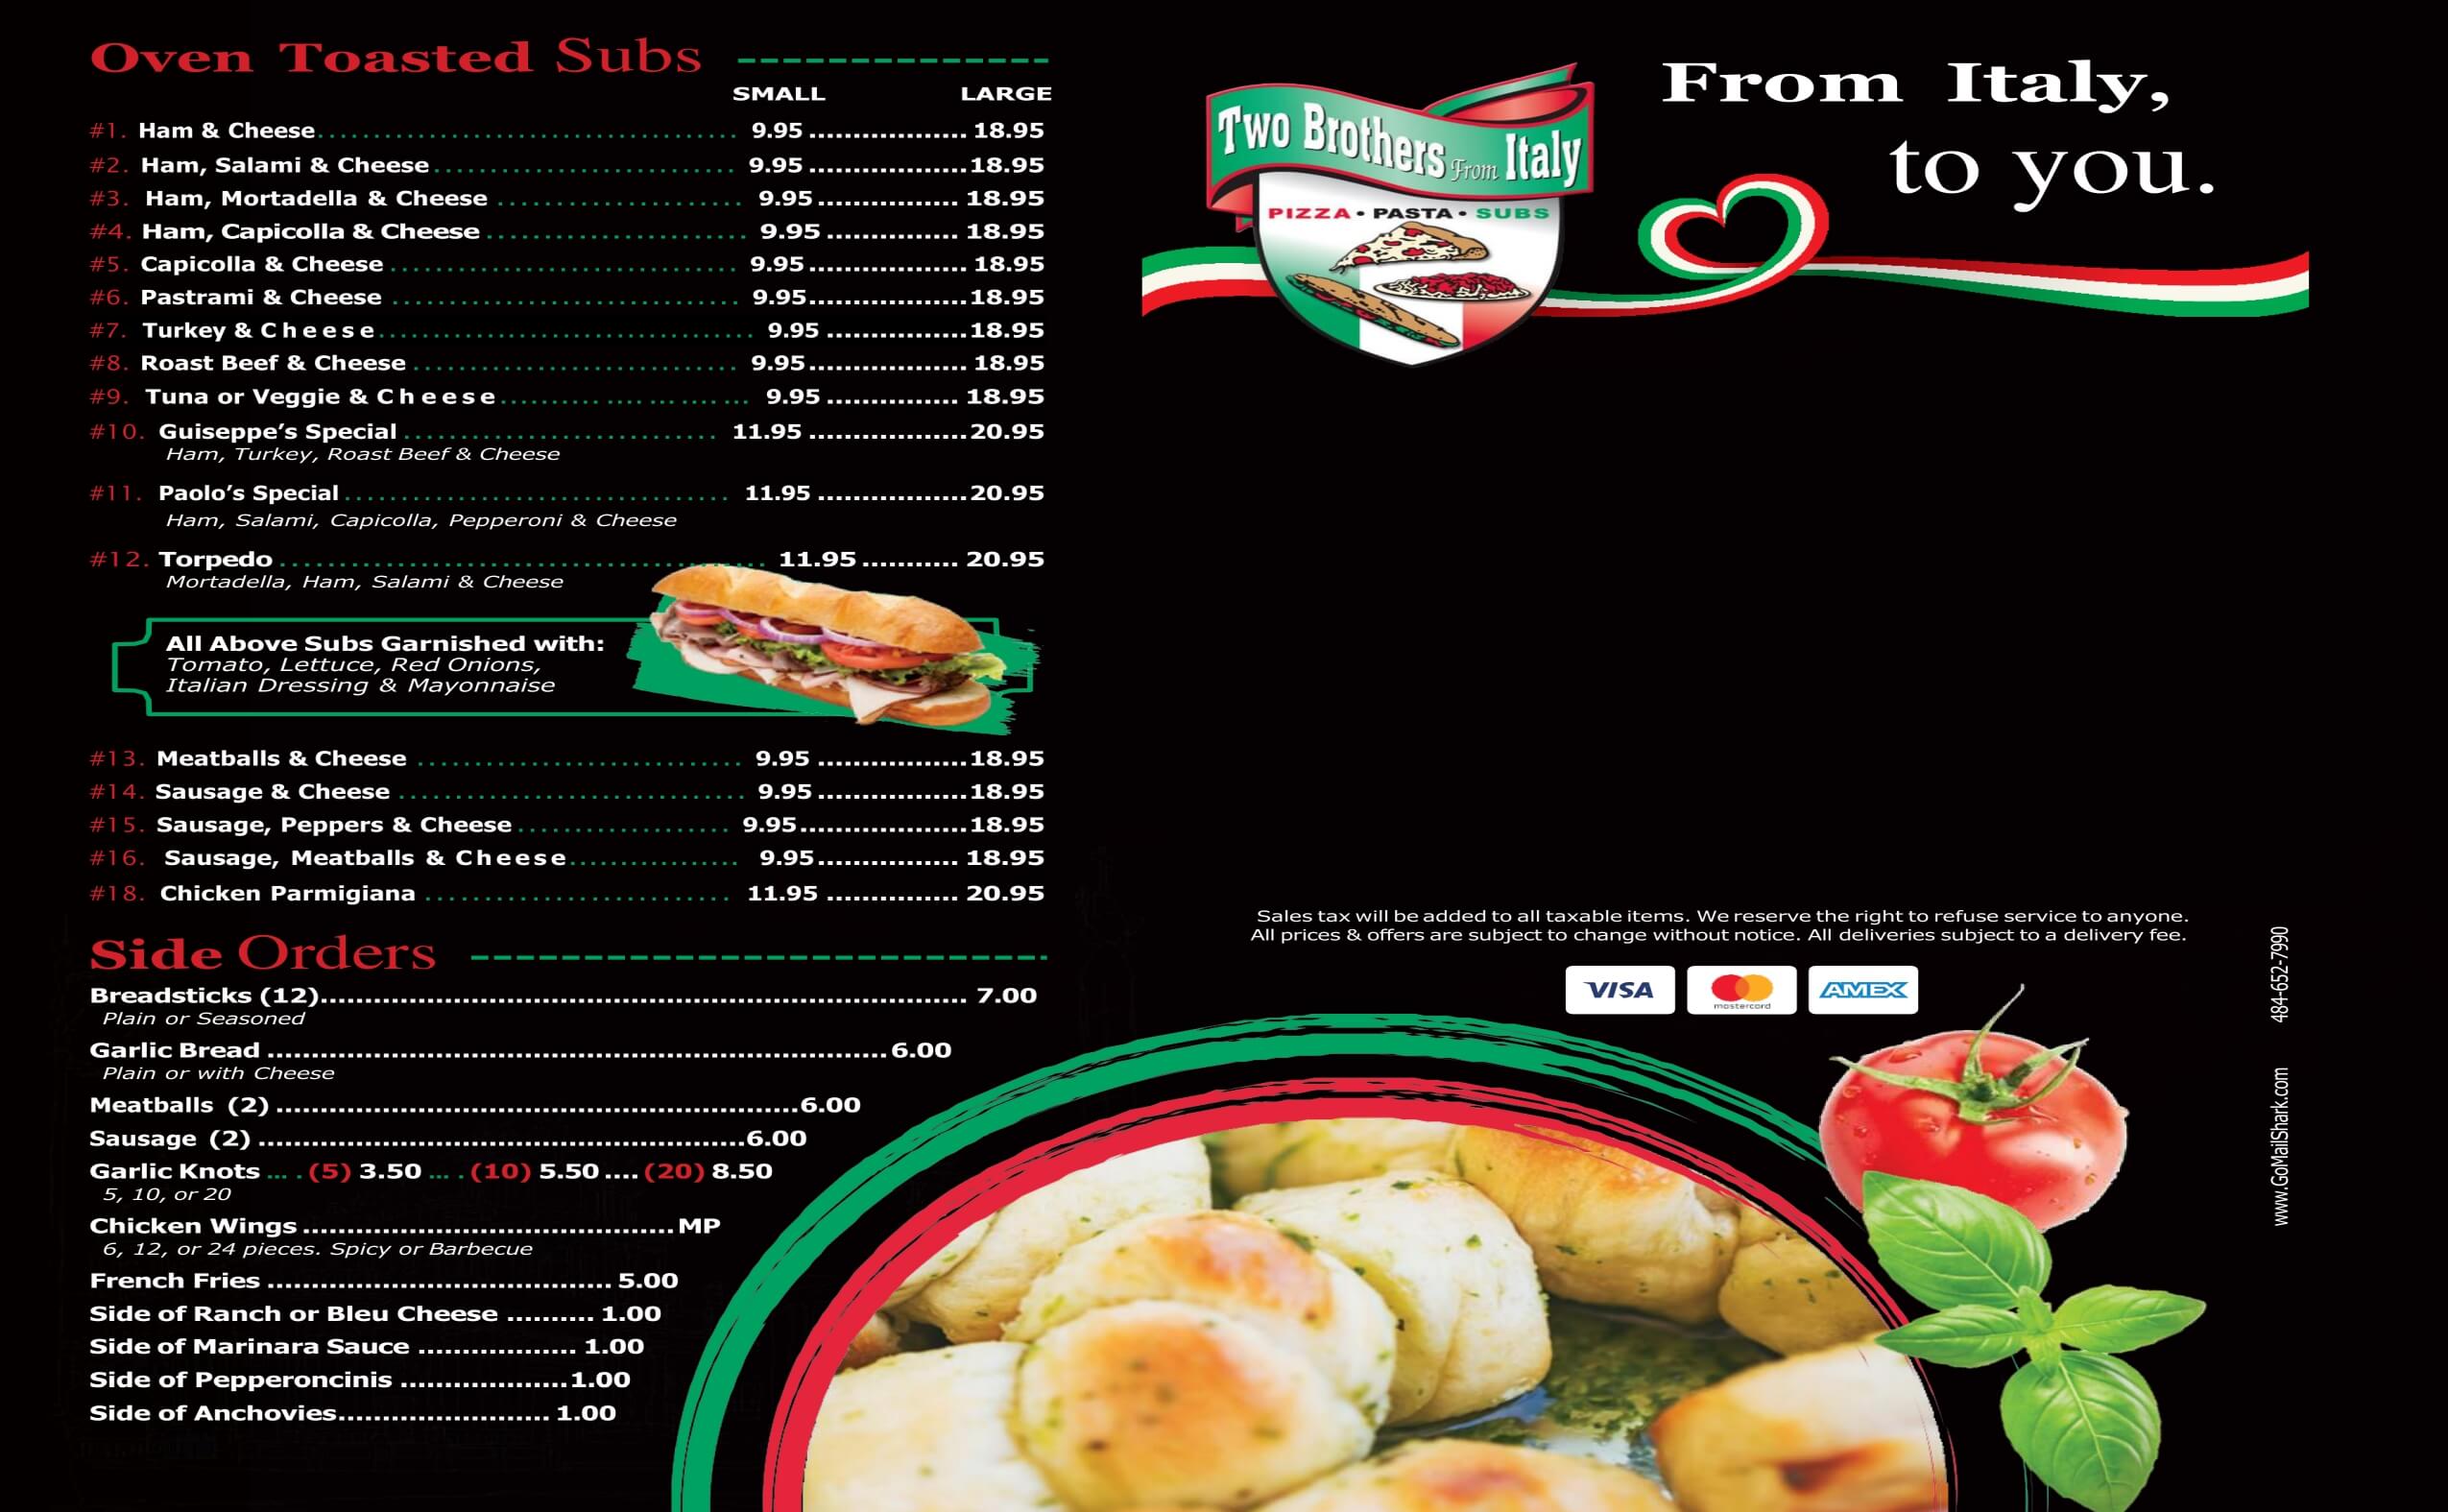 Oven Toasted Subs
SMALL LARGE
#1. Ham & Cheese 9.95 18.95
#2. Ham, Salami & Cheese 9.95 18.95
#3. Ham, Mortadella & Cheese 9.95 18.95
#4. Ham, Capicolla & Cheese 9.95 18.95
#5. Capicolla & Cheese 9.95 18.95
#6. Pastrami & Cheese 9.95 18.95
#7. Turkey & Cheese 9.95 18.95
#8. Roast Beef & Cheese 9.95 18.95
#9. Tuna or Veggie & Cheese 9.95 18.95
#10. Guiseppe's Special 11.95 20.95
Ham, Turkey, Roast Beef & Cheese
#11. Paolo's Special 11.95 20.95
Ham, Salami, Capicolla, Pepperoni & Cheese
#12. Torpedo 11.95 20.95
Mortadella, Ham, Salami & Cheese
All Above Subs Garnished with:
Tomato, Lettuce, Red Onions,
Italian Dressing & Mayonnaise
#13. Meatballs & Cheese 9.95 18.95
#14. Sausage & Cheese 9.95 18.95
#15. Sausage, Peppers & Cheese 9.95 18.95
#16. Sausage, Meatballs & Cheese 9.95 18.95
#18. Chicken Parmigiana 11.95 20.95
Side Orders
Breadsticks (12) 7.00
Plain or Seasoned
Garlic Bread 6.00
Plain or with Cheese
Meatballs (2) 6.00
Sausage (2) 6.00
Garlic Knots (5) 3.50 (10) 5.50 (20) 8.50
5, 10, or 20
Chicken Wings MP
6, 12, or 24 pieces. Spicy or Barbecue
French Fries 5.00
Side of Ranch or Bleu Cheese 1.00
Side of Marinara Sauce 1.00
Side of Pepperoncinis 1.00
Side of Anchovies 1.00
Two Brothers From Italy
PIZZA • PASTA • SUBS
From Italy,
to you.
Sales tax will be added to all taxable items. We reserve the right to refuse service to anyone.
All prices & offers are subject to change without notice. All deliveries subject to a delivery fee.
VISA mastercard AMEX
www.GoMailShark.com 484-652-7990